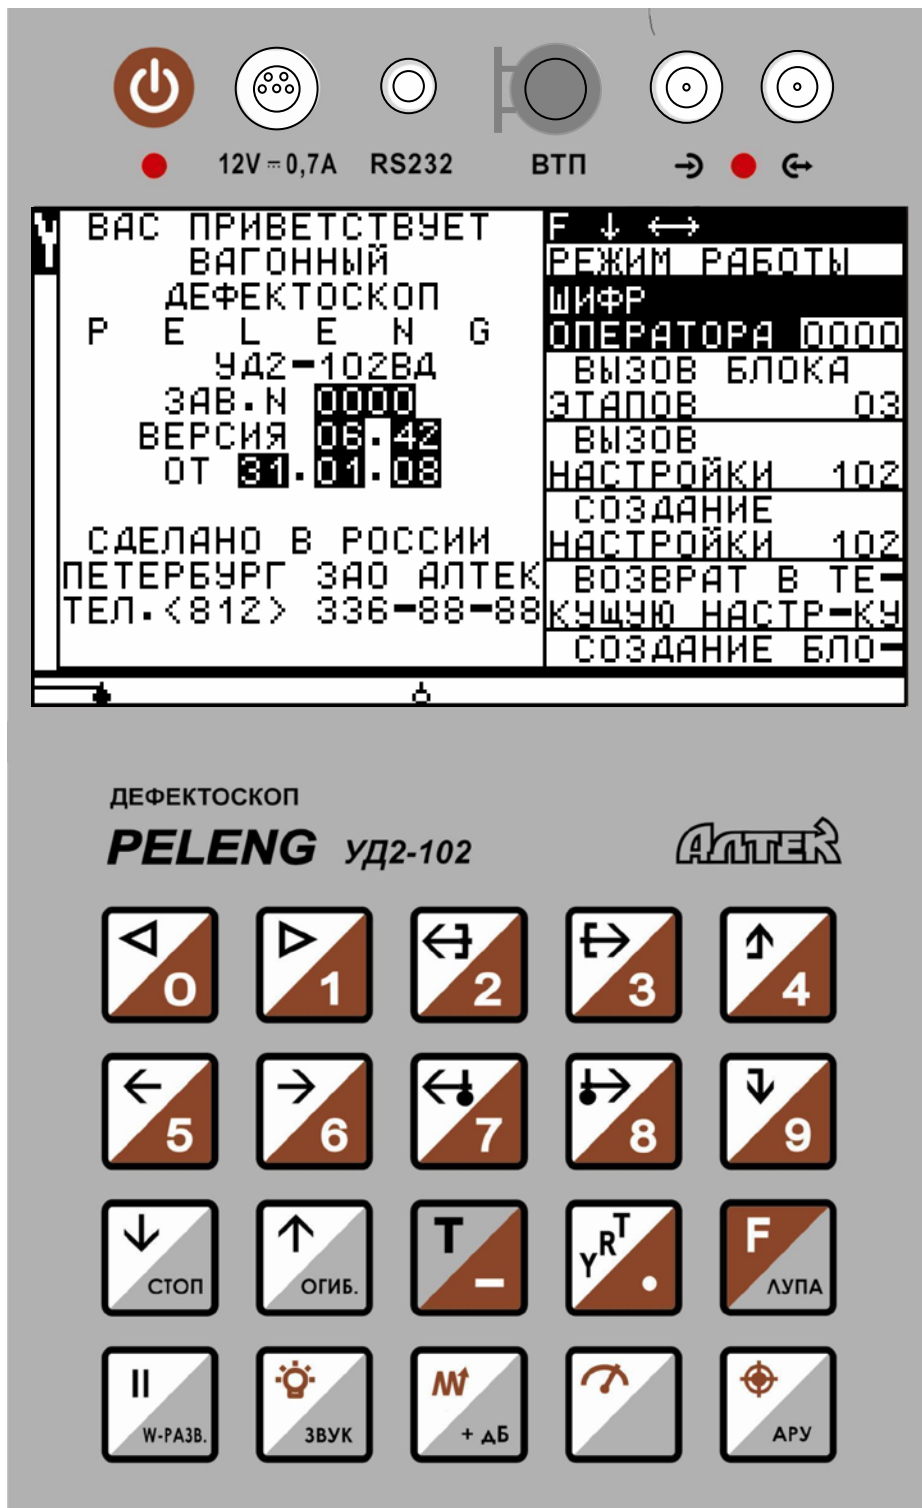 12V 0,7A RS232 ВТП
Y
ВАС ПРИВЕТСТВУЕТ
ВАГОННЫЙ
ДЕФЕКТОСКОП
P E L E N G
УД2-102ВД
ЗАВ.N 0000
ВЕРСИЯ 06.42
ОТ 31.01.08
СДЕЛАНО В РОССИИ
ПЕТЕРБУРГ ЗАО АЛТЕК
ТЕЛ.<812> 336-88-88
F ↓ ↔
РЕЖИМ РАБОТЫ
ШИФР
ОПЕРАТОРА 0000
ВЫЗОВ БЛОКА
ЭТАПОВ 03
ВЫЗОВ
НАСТРОЙКИ 102
СОЗДАНИЕ
НАСТРОЙКИ 102
ВОЗВРАТ В ТЕ-
КУЩУЮ НАСТР-КУ
СОЗДАНИЕ БЛО-
ДЕФЕКТОСКОП
PELENG УД2-102
АЛТЕК
0 1 2 3 4
5 6 7 8 9
СТОП
ОГИБ.
T -
YRT .
F
ЛУПА
II
W-РАЗВ.
ЗВУК
+ дБ
АРУ